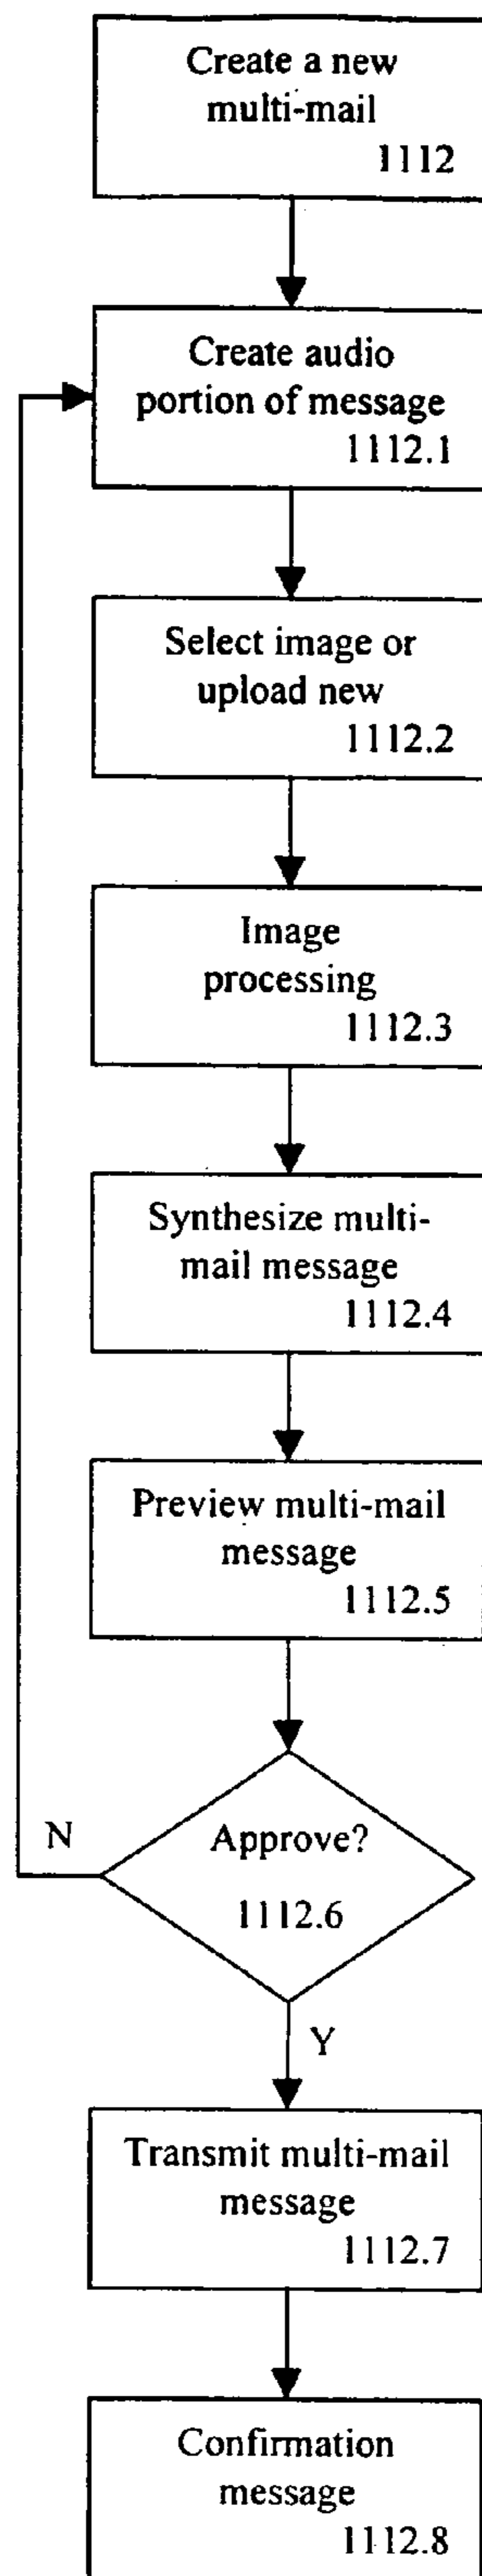 Create a new
multi-mail
1112
Create audio
portion of message
1112.1
Select image or
upload new
1112.2
Image
processing
1112.3
Synthesize multi-
mail message
1112.4
Preview multi-mail
message
1112.5
N
Approve?
1112.6
Y
Transmit multi-mail
message
1112.7
Confirmation
message
1112.8